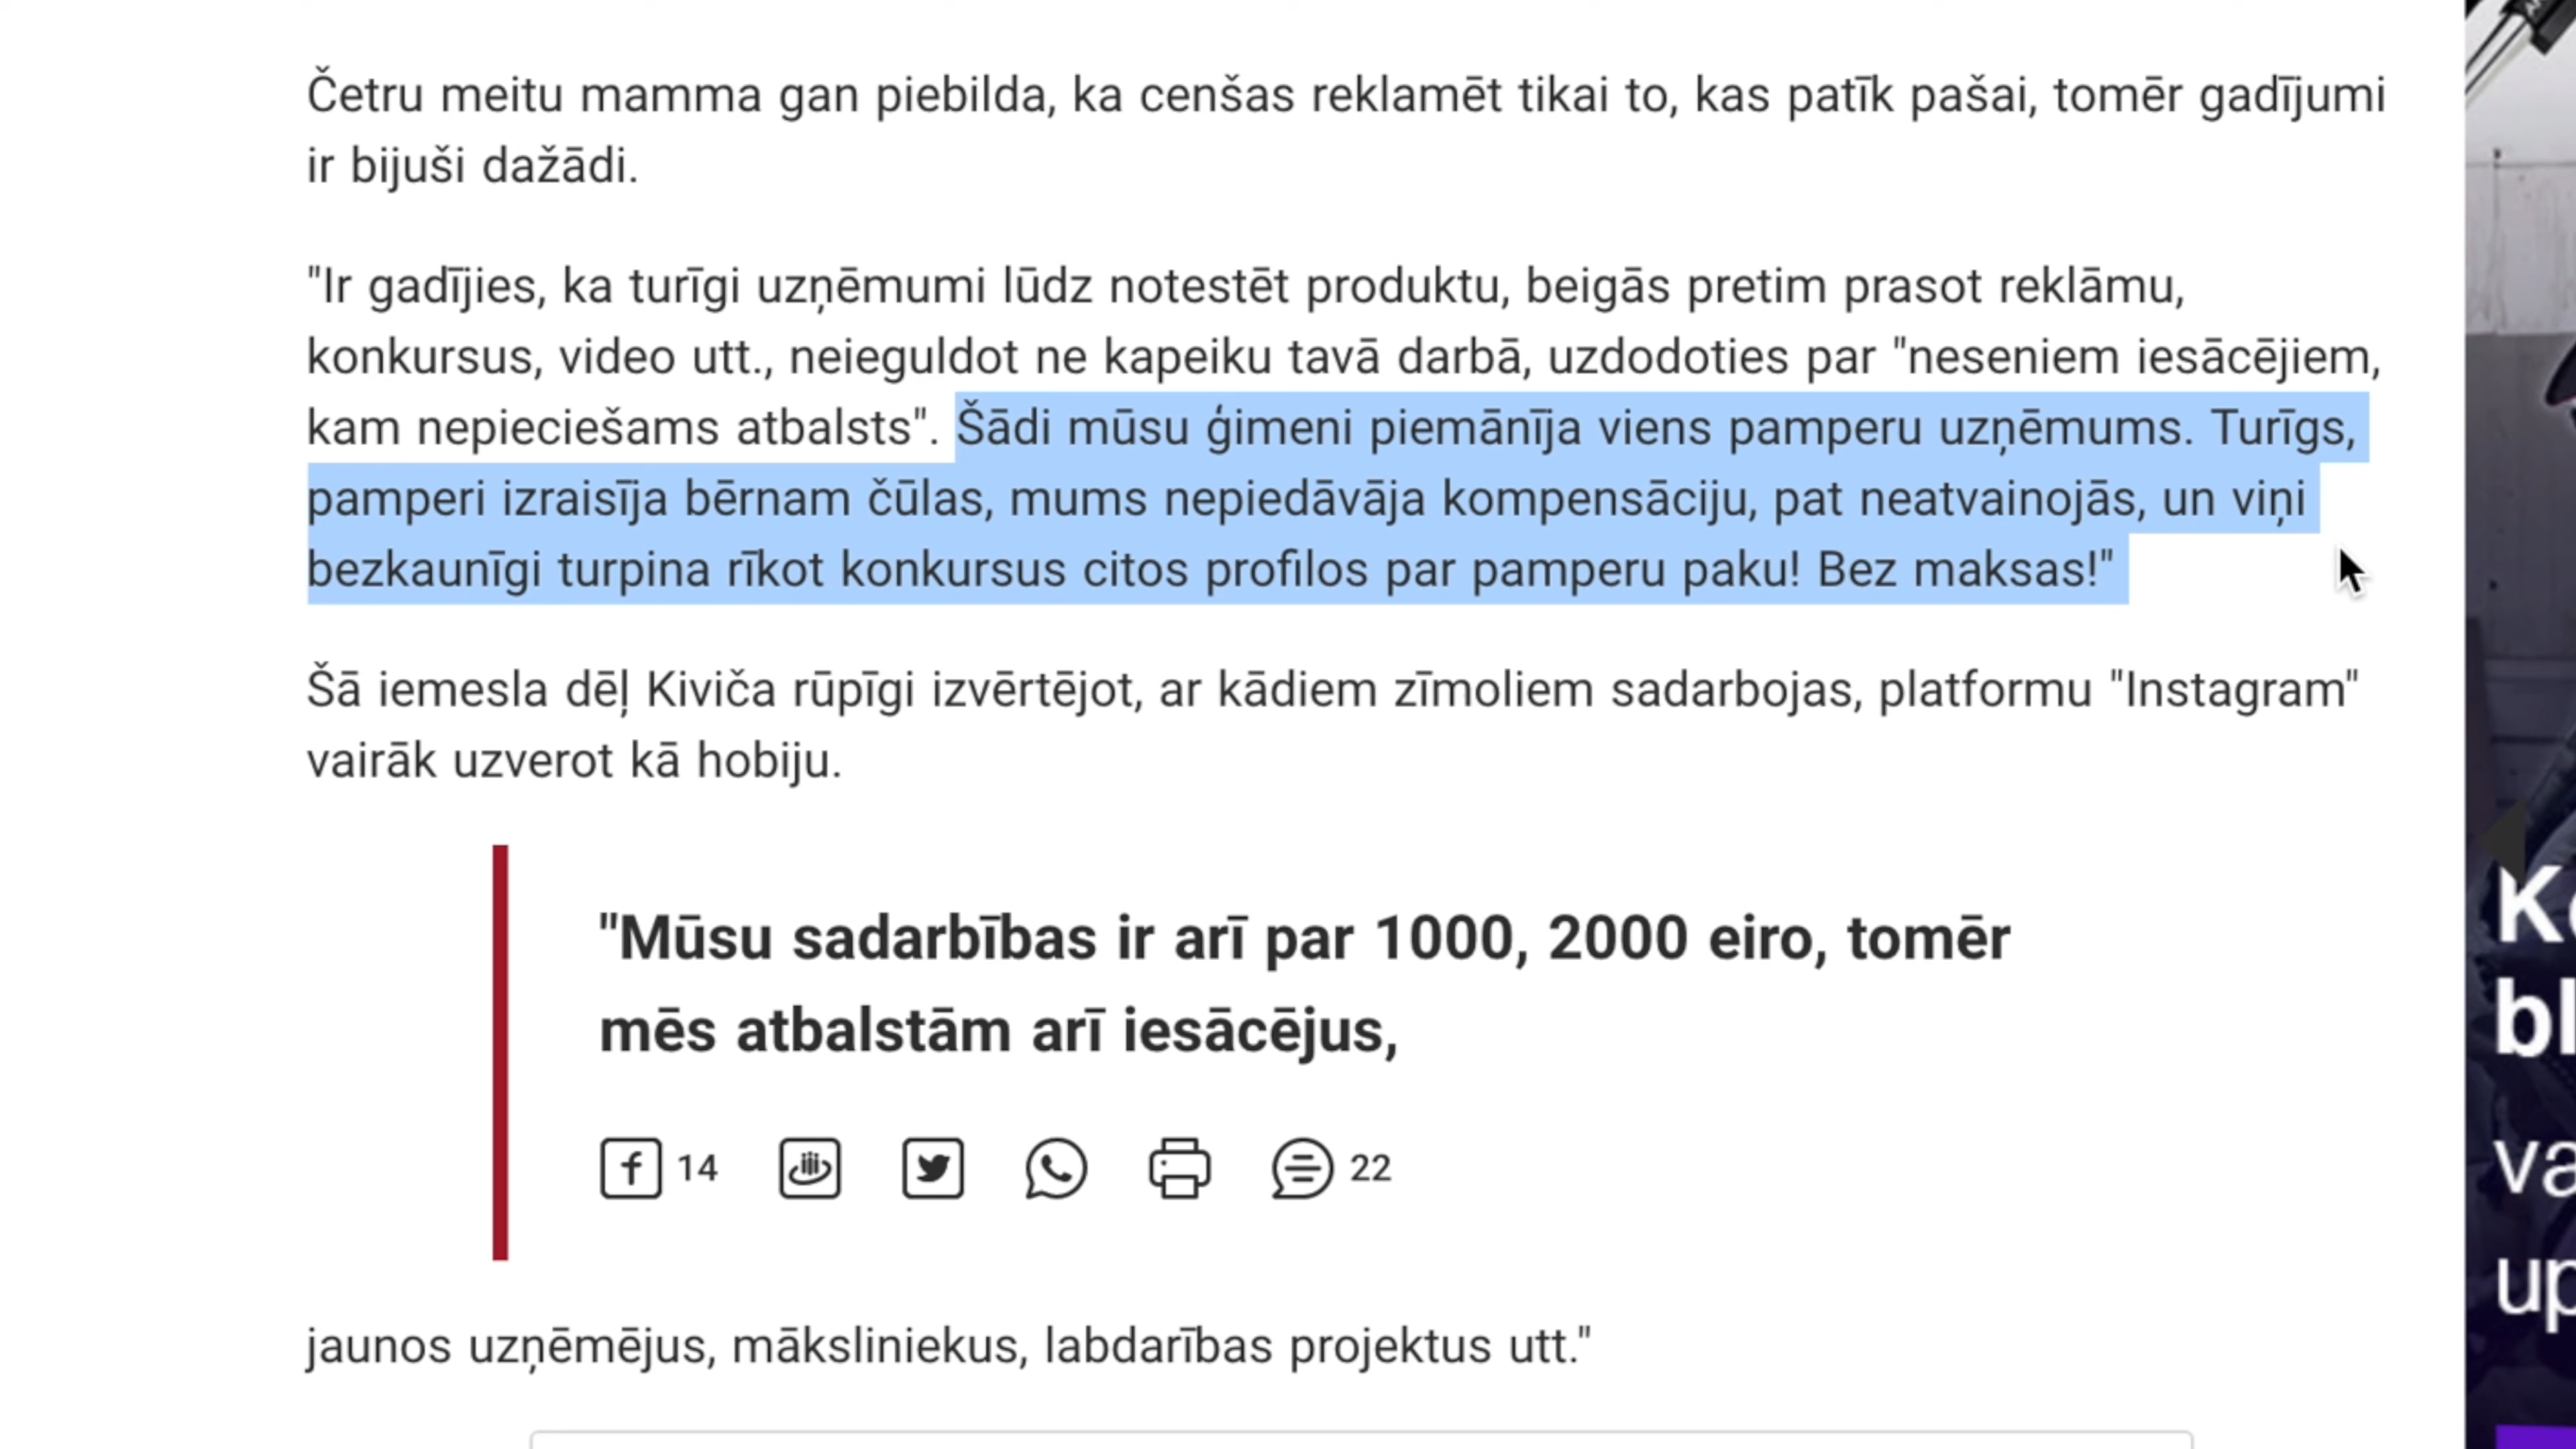 Četru meitu mamma gan piebilda, ka cenšas reklamēt tikai to, kas patīk pašai, tomēr gadījumi
ir bijuši dažādi.
"Ir gadījies, ka turīgi uzņēmumi lūdz notestēt produktu, beigās pretim prasot reklāmu,
konkursus, video utt., neieguldot ne kapeiku tavā darbā, uzdodoties par "neseniem iesācējiem,
kam nepieciešams atbalsts". Šādi mūsu ģimeni piemānīja viens pamperu uzņēmums. Turīgs,
pamperi izraisīja bērnam čūlas, mums nepiedāvāja kompensāciju, pat neatvainojās, un viņi
bezkaunīgi turpina rīkot konkursus citos profilos par pamperu paku! Bez maksas!"
Šā iemesla dēļ Kiviča rūpīgi izvērtējot, ar kādiem zīmoliem sadarbojas, platformu "Instagram"
vairāk uzverot kā hobiju.
"Mūsu sadarbības ir arī par 1000, 2000 eiro, tomēr
mēs atbalstām arī iesācējus,
14
22
jaunos uzņēmējus, māksliniekus, labdarības projektus utt."
bl
va
up